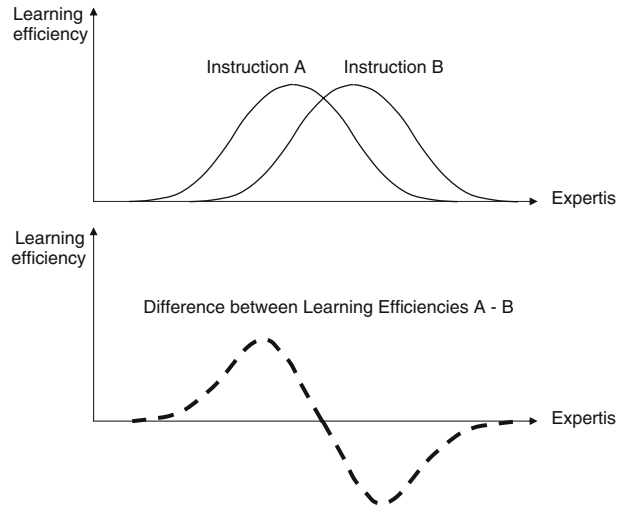 Learning
efficiency
Instruction A
Instruction B
Expertis
Learning
efficiency
Difference between Learning Efficiencies A - B
Expertis